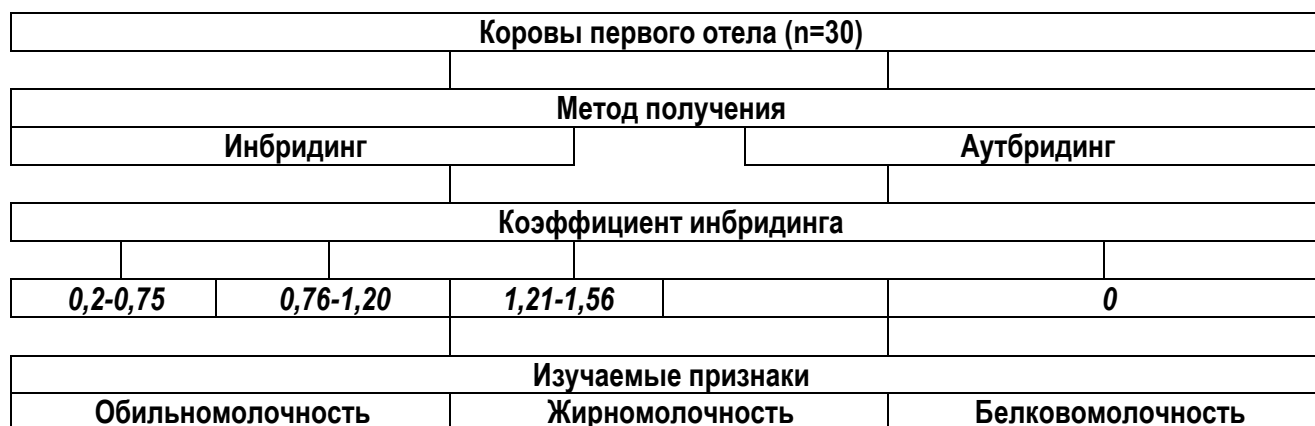 Коровы первого отела (n=30)
Метод получения
Инбридинг Аутбридинг
Коэффициент инбридинга
0,2-0,75 0,76-1,20 1,21-1,56 0
Изучаемые признаки
Обильномолочность Жирномолочность Белковомолочность